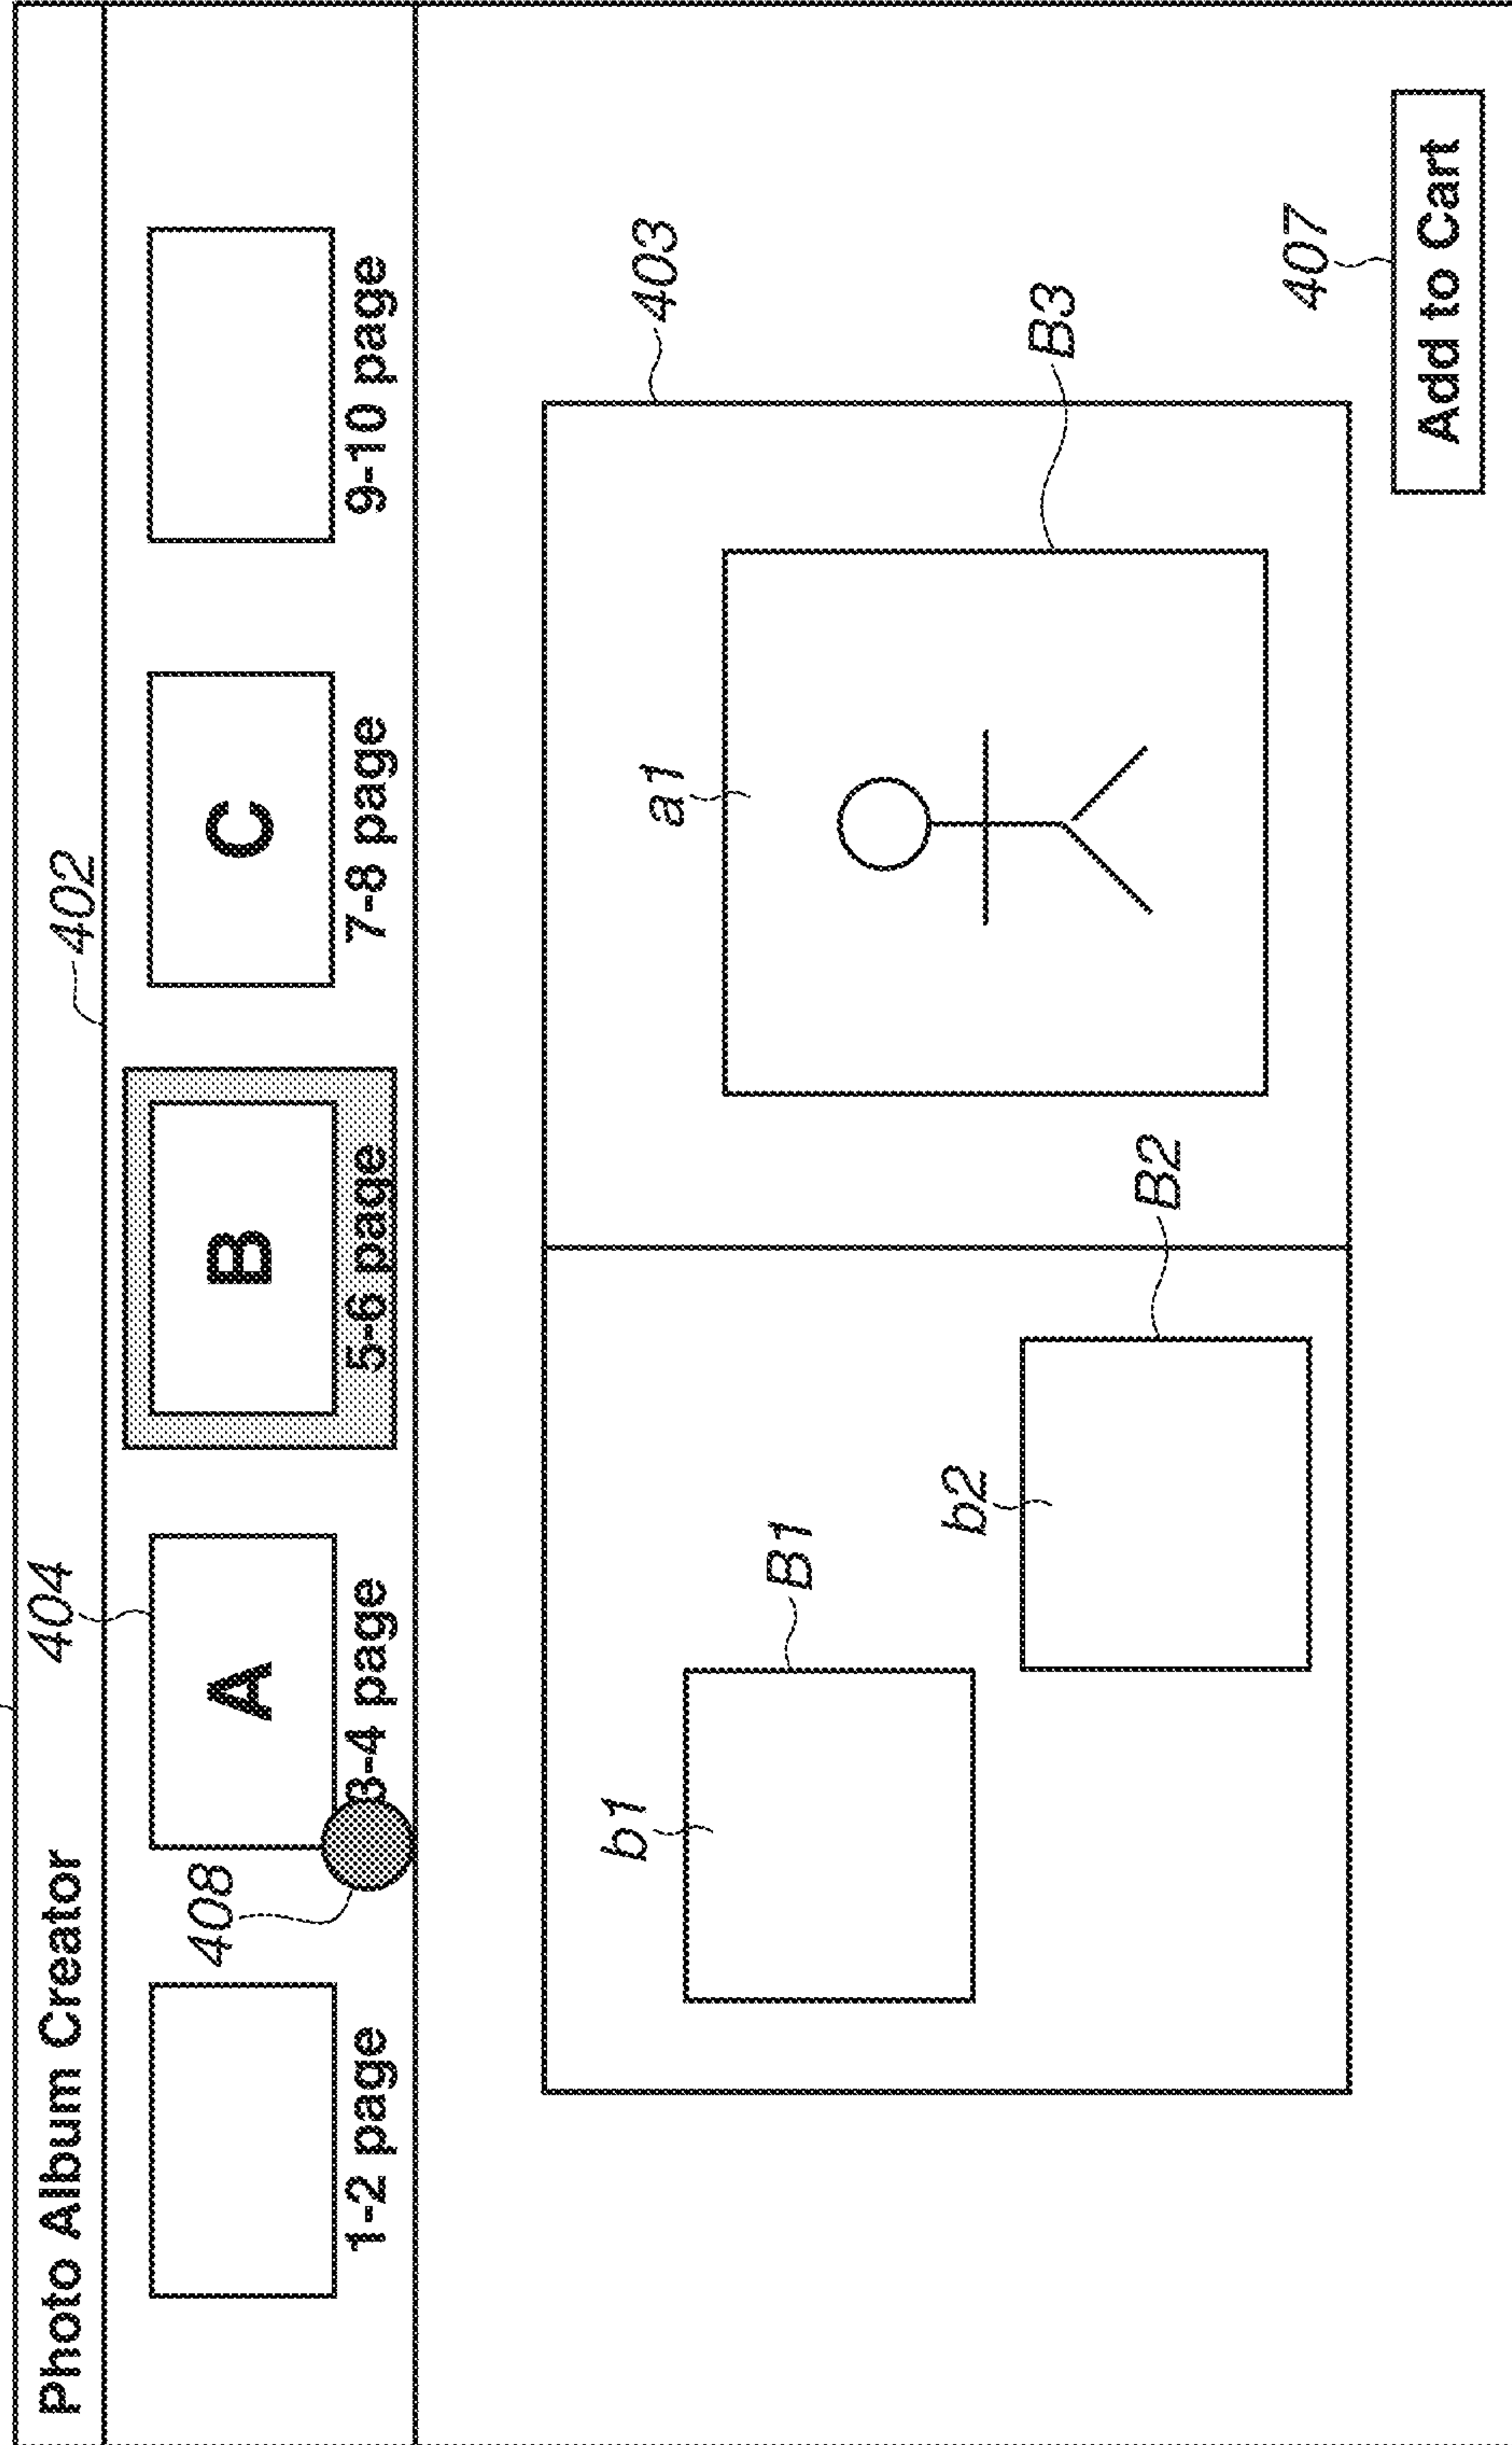 Photo Album Creator
404
402
408
A
B
C
1-2 page
3-4 page
5-6 page
7-8 page
9-10 page
403
b1
B1
b2
B2
a1
B3
407
Add to Cart